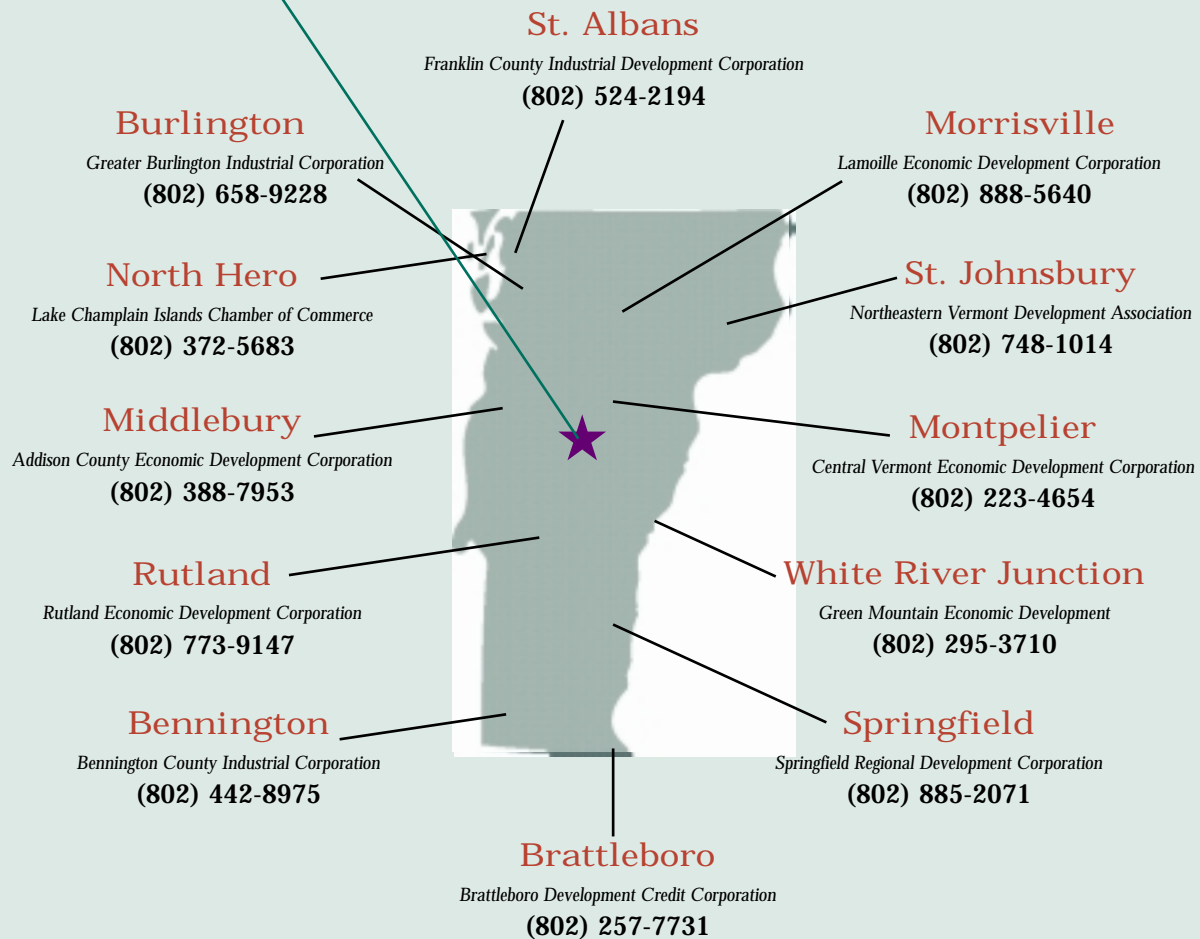 St. Albans
Franklin County Industrial Development Corporation
(802) 524-2194
Burlington
Greater Burlington Industrial Corporation
(802) 658-9228
Morrisville
Lamoille Economic Development Corporation
(802) 888-5640
North Hero
Lake Champlain Islands Chamber of Commerce
(802) 372-5683
St. Johnsbury
Northeastern Vermont Development Association
(802) 748-1014
Middlebury
Addison County Economic Development Corporation
(802) 388-7953
Montpelier
Central Vermont Economic Development Corporation
(802) 223-4654
Rutland
Rutland Economic Development Corporation
(802) 773-9147
White River Junction
Green Mountain Economic Development
(802) 295-3710
Bennington
Bennington County Industrial Corporation
(802) 442-8975
Springfield
Springfield Regional Development Corporation
(802) 885-2071
Brattleboro
Brattleboro Development Credit Corporation
(802) 257-7731